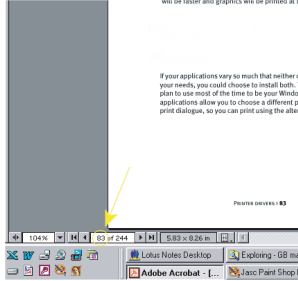 will be faster and graphics will be printed at
If your applications vary so much that neither
your needs, you could choose to install both.
plan to use most of the time to be your Windo
applications allow you to choose a different p
print dialogue, so you can print using the alte
PRINTER DRIVERS 83
104% 83 of 244 5.83 x 8.26 in
Lotus Notes Desktop Exploring - GB ma
Adobe Acrobat - [... Jasc Paint Shop